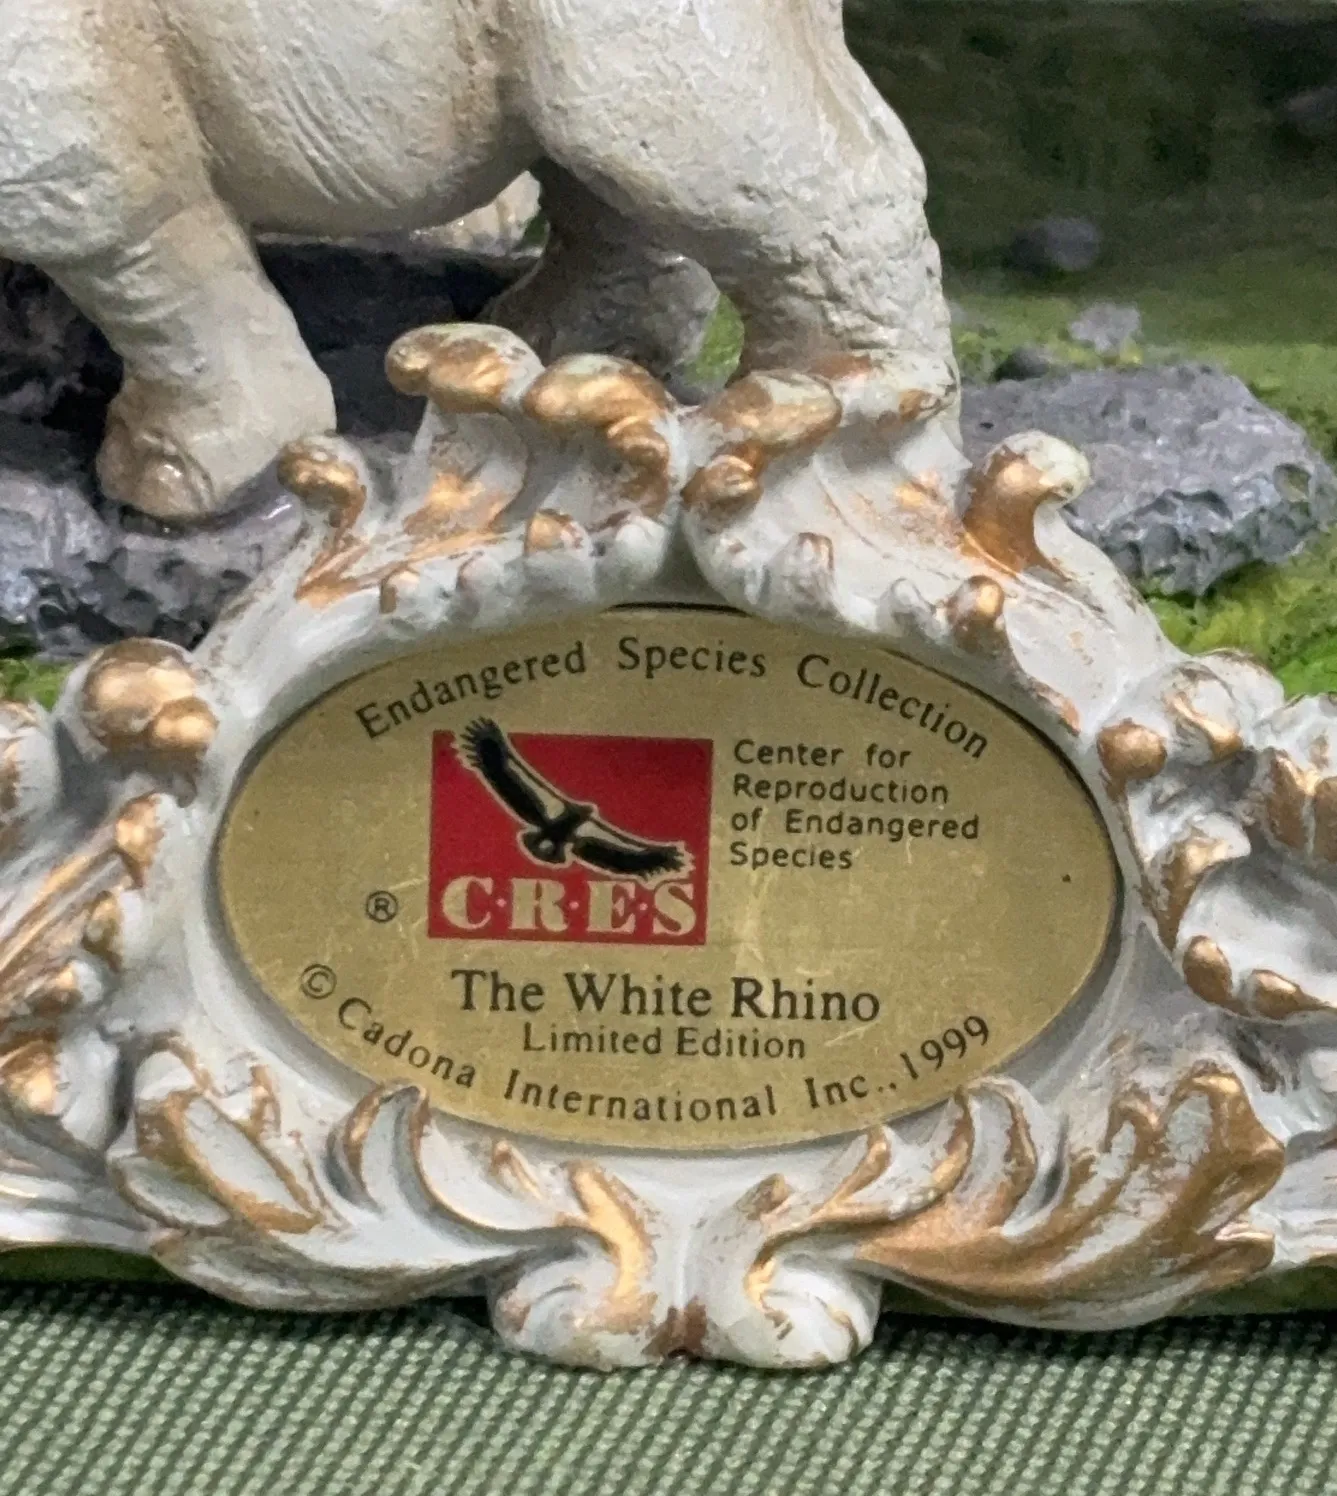 Endangered Species Collection
Center for
Reproduction
of Endangered
Species
C·R·E·S
®
The White Rhino
Limited Edition
© Cadona International Inc., 1999